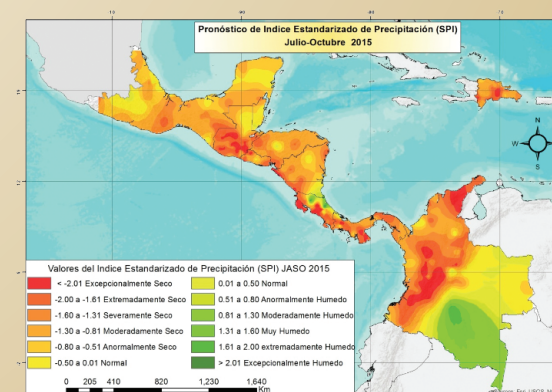 Pronóstico de Indice Estandarizado de Precipitación (SPI)
Julio-Octubre 2015
N
W
S
Valores del Indice Estandarizado de Precipitación (SPI) JASO 2015
< -2.01 Excepcionalmente Seco
-2.00 a -1.61 Extremadamente Seco
-1.60 a -1.31 Severamente Seco
-1.30 a -0.81 Moderadamente Seco
-0.80 a -0.51 Anormalmente Seco
-0.50 a 0.01 Normal
0.01 a 0.50 Normal
0.51 a 0.80 Anormalmente Humedo
0.81 a 1.30 Moderadamente Humedo
1.31 a 1.60 Muy Humedo
1.61 a 2.00 extremadamente Humedo
> 2.01 Excepcionalmente Humedo
0 205 410 820 1,230 1,640
Km